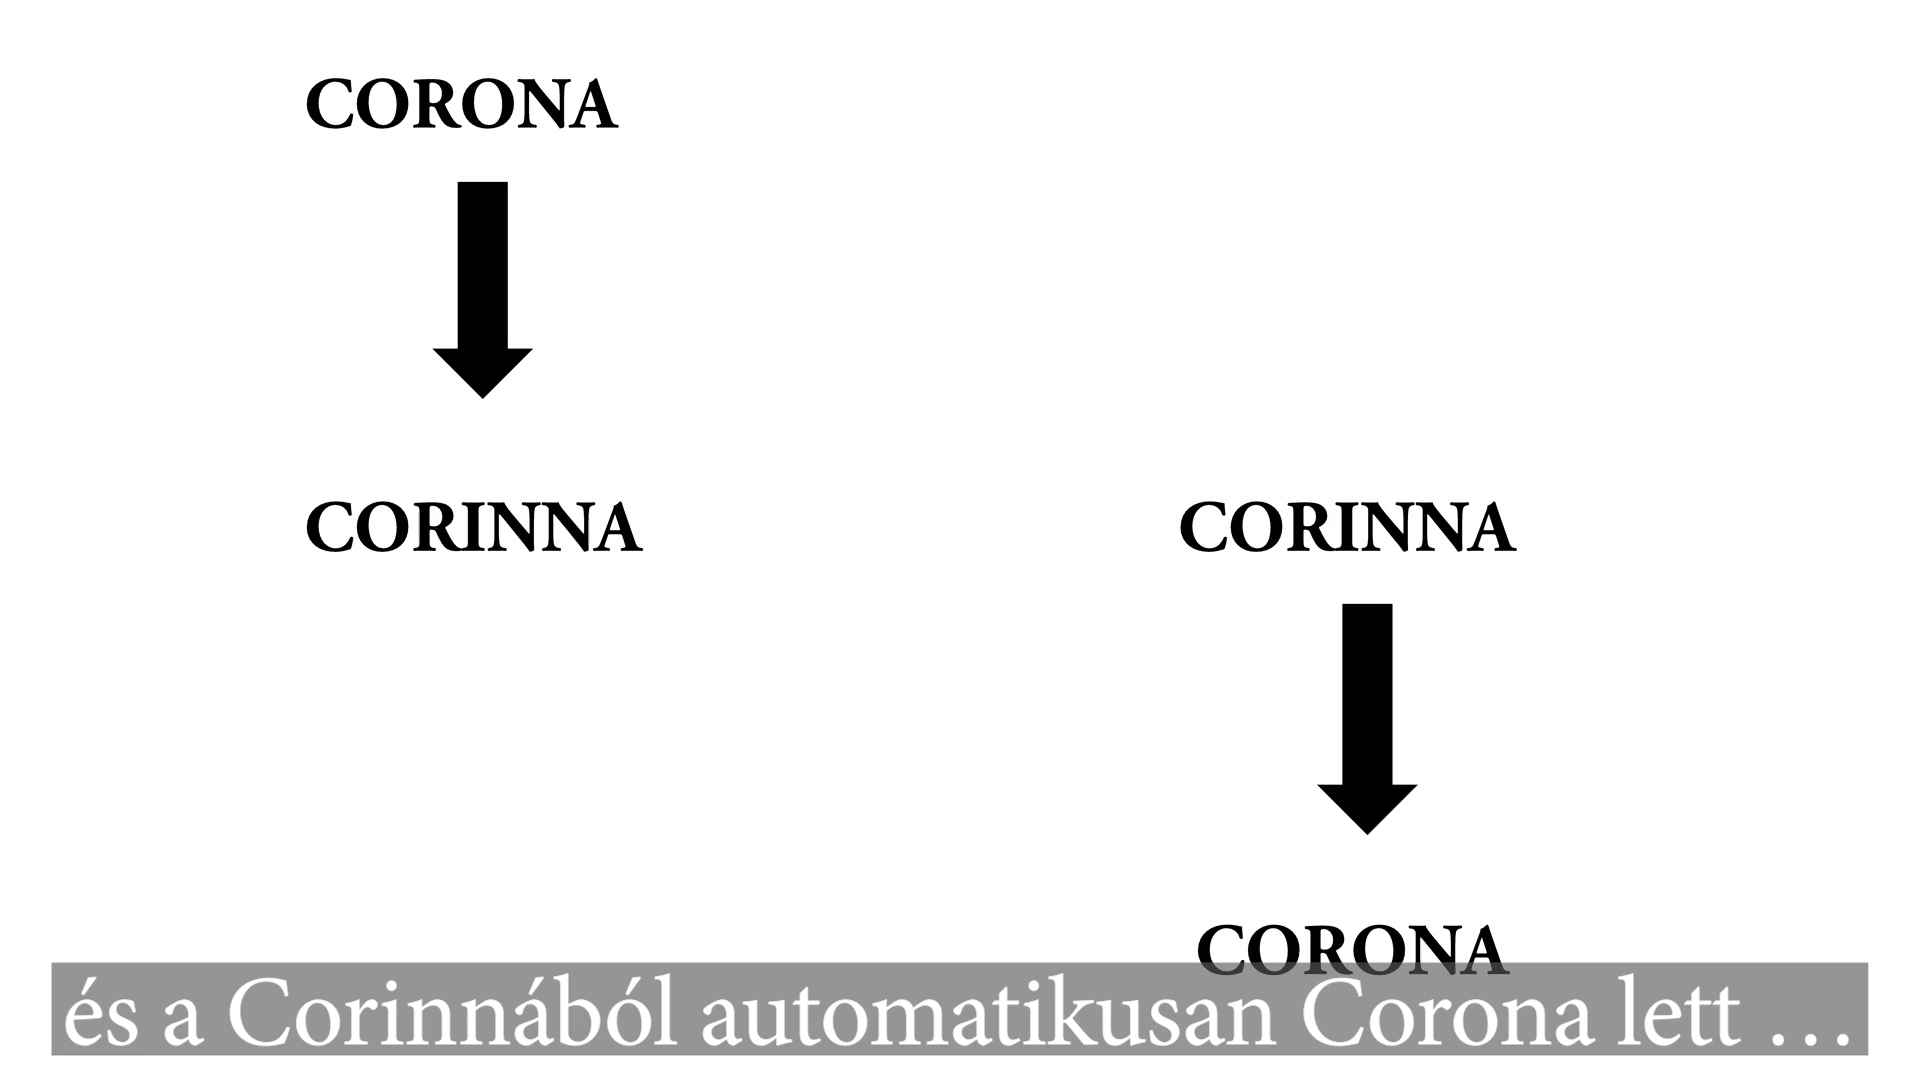 CORONA
CORINNA
CORINNA
CORONA
és a Corinnából automatikusan Corona lett …